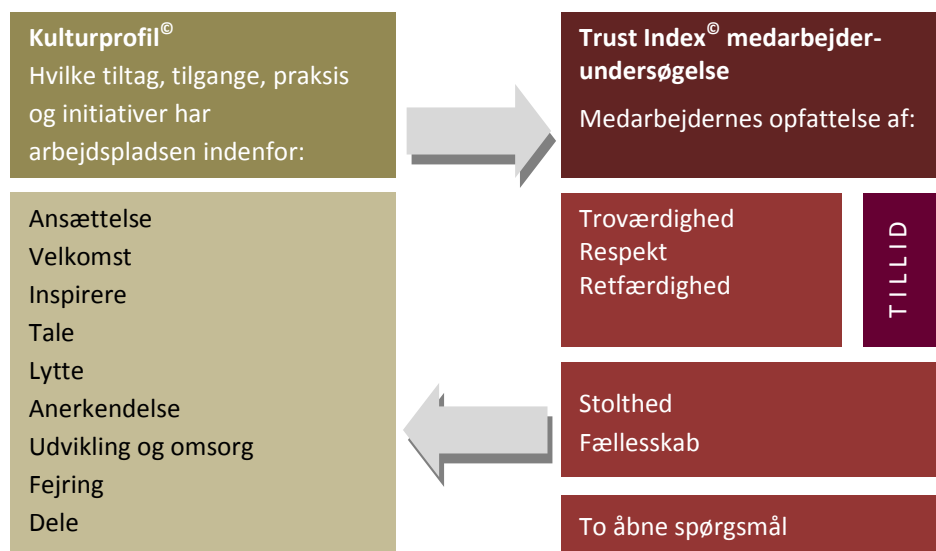 Kulturprofil©
Hvilke tiltag, tilgange, praksis
og initiativer har
arbejdspladsen indenfor:
Ansættelse
Velkomst
Inspirere
Tale
Lytte
Anerkendelse
Udvikling og omsorg
Fejring
Dele
Trust Index© medarbejder-
undersøgelse
Medarbejdernes opfattelse af:
Troværdighed
Respekt
Retfærdighed
TILLID
Stolthed
Fællesskab
To åbne spørgsmål